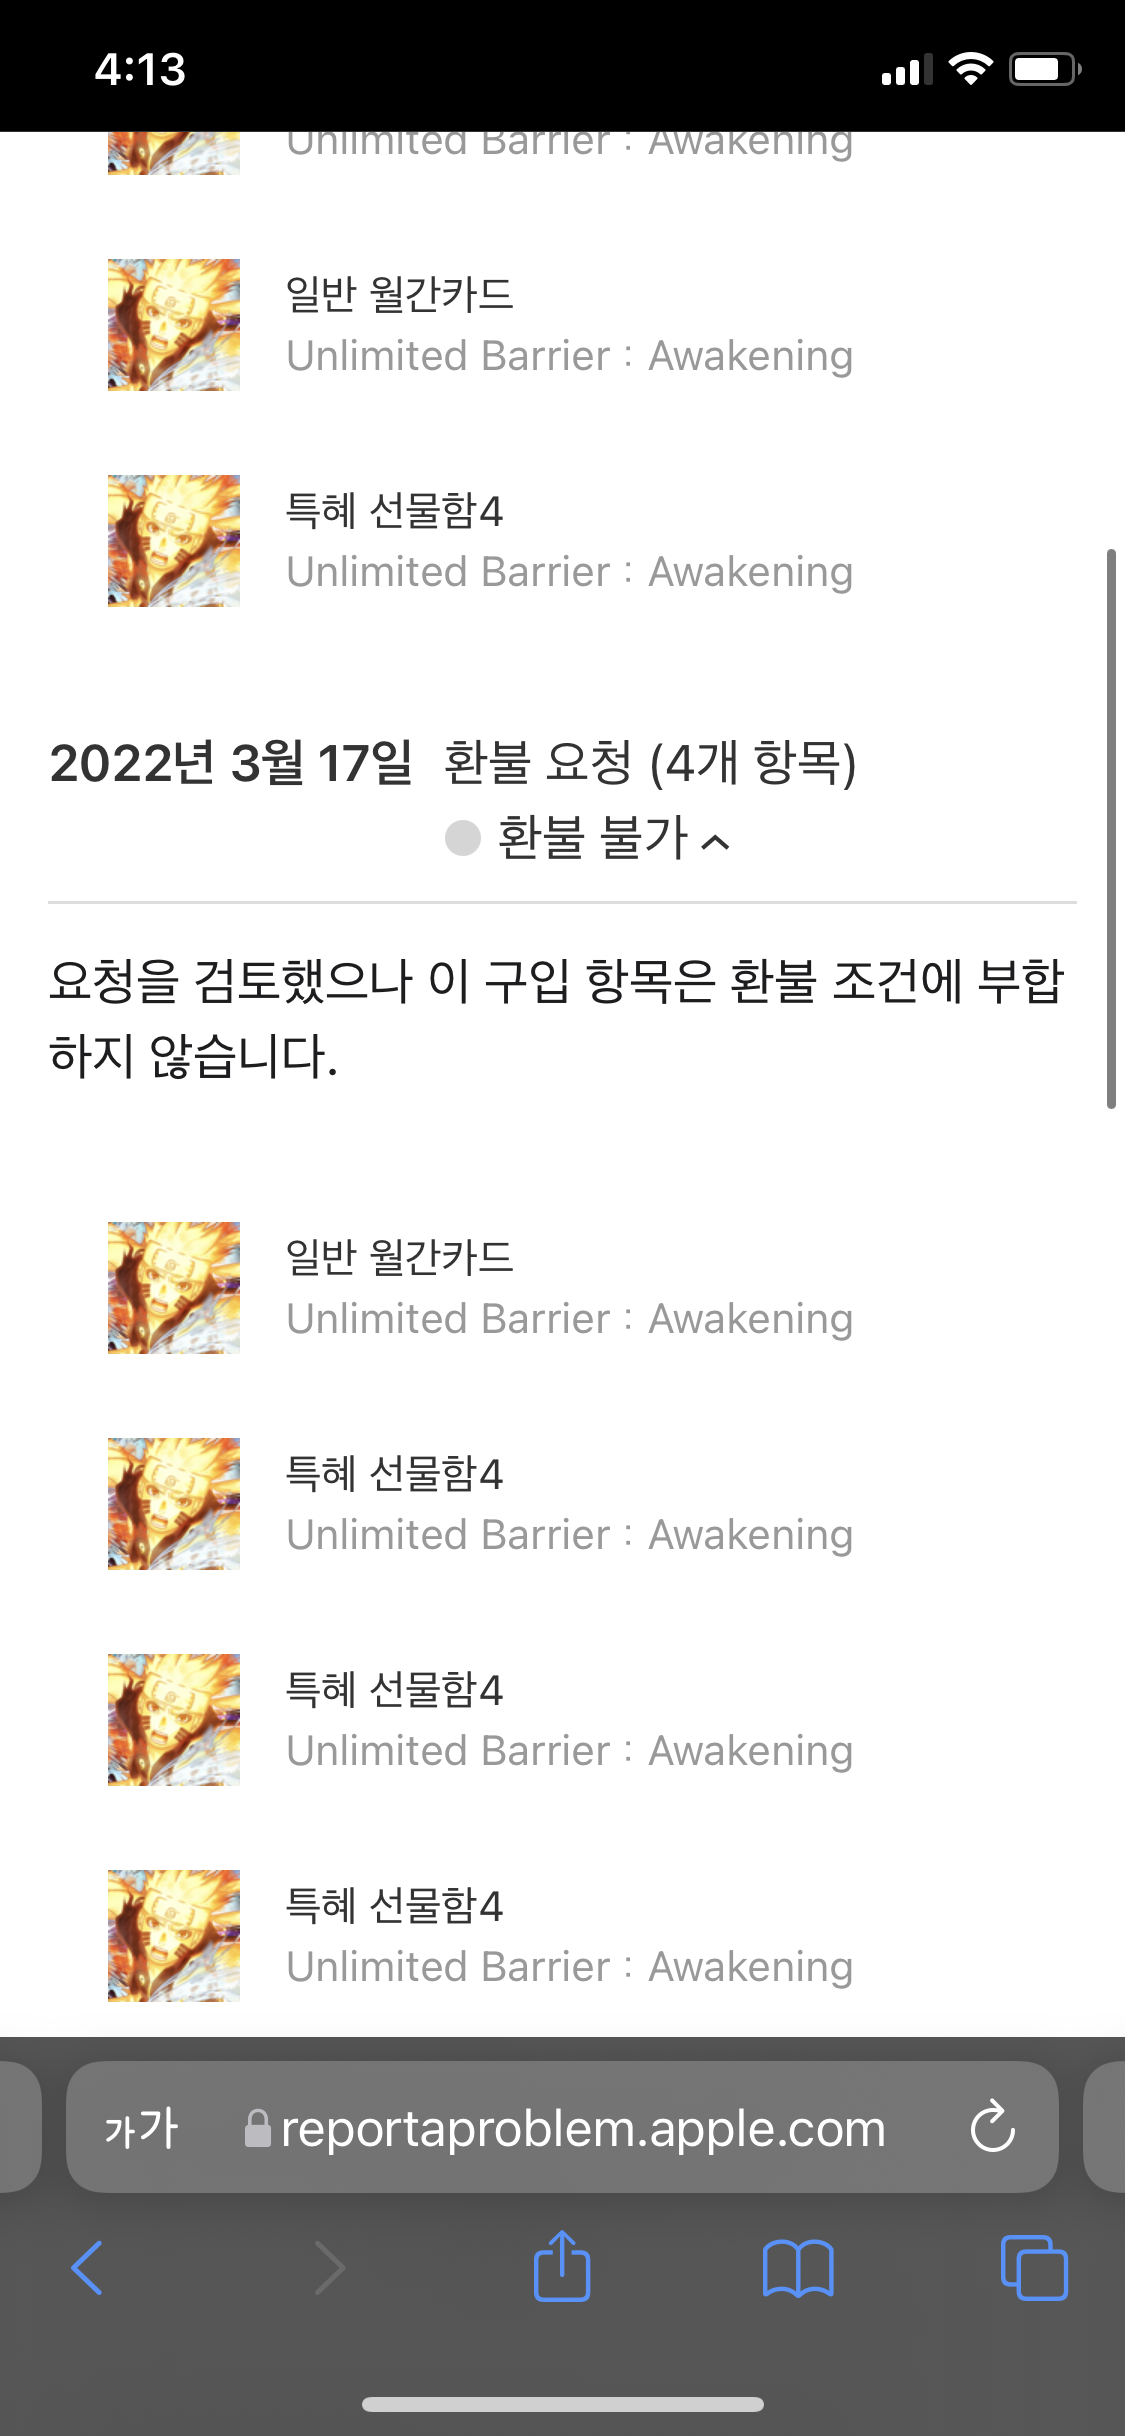 4:13
Unlimited Barrier : Awakening
일반 월간카드
Unlimited Barrier : Awakening
특혜 선물함4
Unlimited Barrier : Awakening
2022년 3월 17일 환불 요청 (4개 항목)
환불 불가
요청을 검토했으나 이 구입 항목은 환불 조건에 부합
하지 않습니다.
일반 월간카드
Unlimited Barrier : Awakening
특혜 선물함4
Unlimited Barrier : Awakening
특혜 선물함4
Unlimited Barrier : Awakening
특혜 선물함4
Unlimited Barrier : Awakening
가가 reportaproblem.apple.com